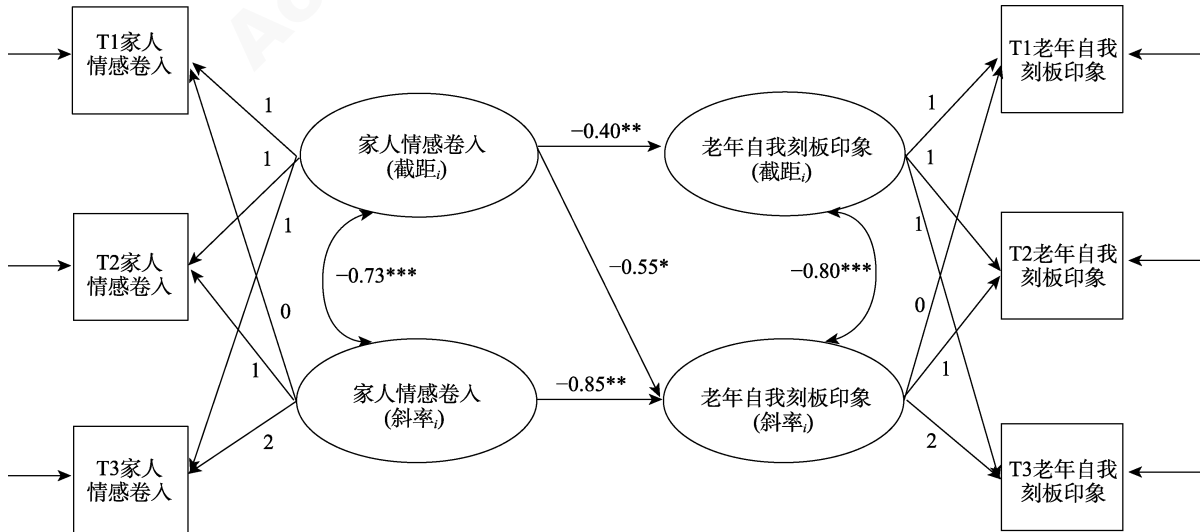 T1家人
情感卷入
T2家人
情感卷入
T3家人
情感卷入
1
1
1
0
1
2
家人情感卷入
(截距i)
−0.73***
家人情感卷入
(斜率i)
−0.40**
−0.55*
−0.85**
老年自我刻板印象
(截距i)
−0.80***
老年自我刻板印象
(斜率i)
1
1
1
0
1
2
T1老年自我
刻板印象
T2老年自我
刻板印象
T3老年自我
刻板印象